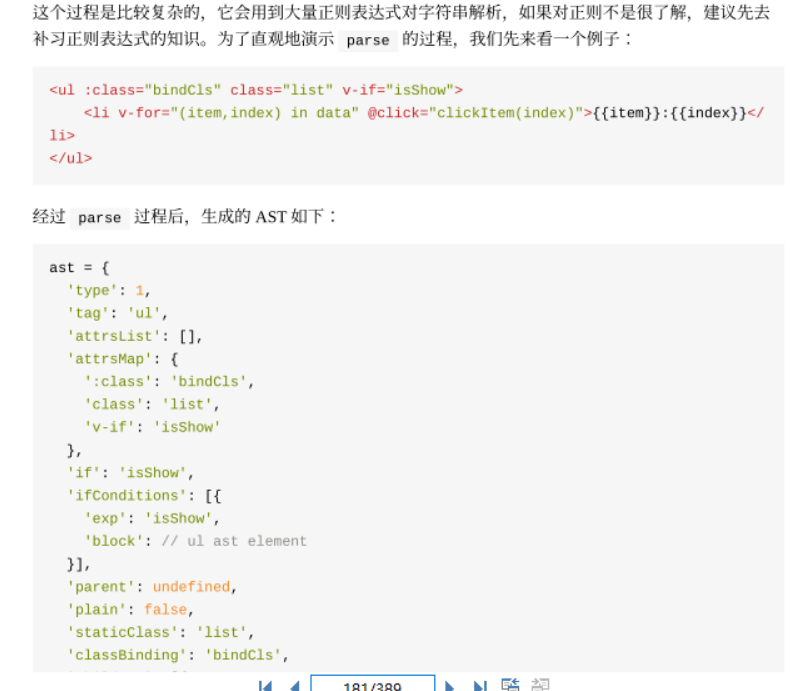 这个过程是比较复杂的，它会用到大量正则表达式对字符串解析，如果对正则不是很了解，建议先去
补习正则表达式的知识。为了直观地演示 parse 的过程，我们先来看一个例子：
<ul :class="bindCls" class="list" v-if="isShow">
    <li v-for="(item,index) in data" @click="clickItem(index)">{{item}}:{{index}}</
li>
</ul>
经过 parse 过程后，生成的 AST 如下：
ast = {
  'type': 1,
  'tag': 'ul',
  'attrsList': [],
  'attrsMap': {
    ':class': 'bindCls',
    'class': 'list',
    'v-if': 'isShow'
  },
  'if': 'isShow',
  'ifConditions': [{
    'exp': 'isShow',
    'block': // ul ast element
  }],
  'parent': undefined,
  'plain': false,
  'staticClass': 'list',
  'classBinding': 'bindCls',
181/389